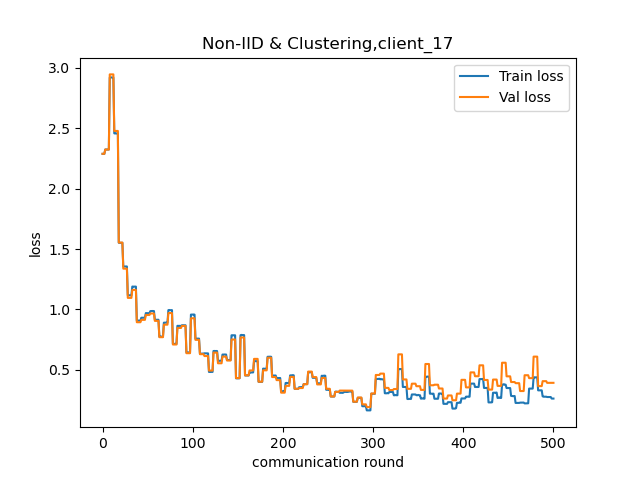 Non-IID & Clustering,client_17
Train loss
Val loss
3.0
2.5
2.0
1.5
1.0
0.5
loss
0
100
200
300
400
500
communication round